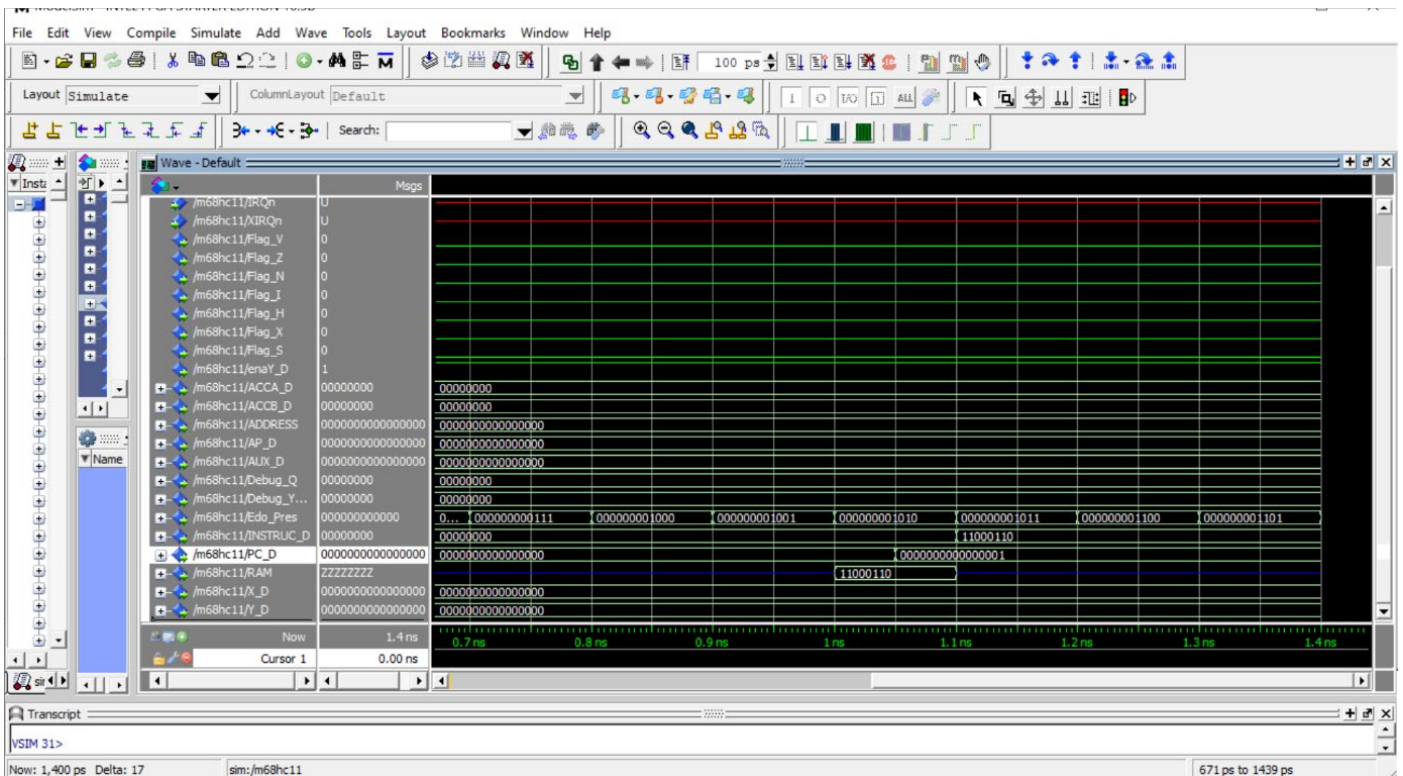 File Edit View Compile Simulate Add Wave Tools Layout Bookmarks Window Help
100 ps
Layout Simulate ColumnLayout Default ALL
Search:
Wave - Default
Insta
Msgs
/m68hc11/IRQn U
/m68hc11/XIRQn U
/m68hc11/Flag_V 0
/m68hc11/Flag_Z 0
/m68hc11/Flag_N 0
/m68hc11/Flag_I 0
/m68hc11/Flag_H 0
/m68hc11/Flag_X 0
/m68hc11/Flag_S 0
/m68hc11/enaY_D 1
/m68hc11/ACCA_D 00000000 00000000
/m68hc11/ACCB_D 00000000 00000000
/m68hc11/ADDRESS 0000000000000000 0000000000000000
/m68hc11/AP_D 0000000000000000 0000000000000000
/m68hc11/AUX_D 0000000000000000 0000000000000000
/m68hc11/Debug_Q 00000000 00000000
/m68hc11/Debug_Y... 00000000 00000000
/m68hc11/Edo_Pres 000000000000 0... 000000000111 000000001000 000000001001 000000001010 000000001011 000000001100 000000001101
/m68hc11/INSTRUC_D 00000000 00000000 11000110
/m68hc11/PC_D 0000000000000000 0000000000000000 0000000000000001
/m68hc11/RAM ZZZZZZZZ 11000110
/m68hc11/X_D 0000000000000000 0000000000000000
/m68hc11/Y_D 0000000000000000 0000000000000000
Name
Now 1.4 ns 0.7 ns 0.8 ns 0.9 ns 1 ns 1.1 ns 1.2 ns 1.3 ns 1.4 ns
Cursor 1 0.00 ns
Transcript
VSIM 31>
Now: 1,400 ps Delta: 17 sim:/m68hc11 671 ps to 1439 ps